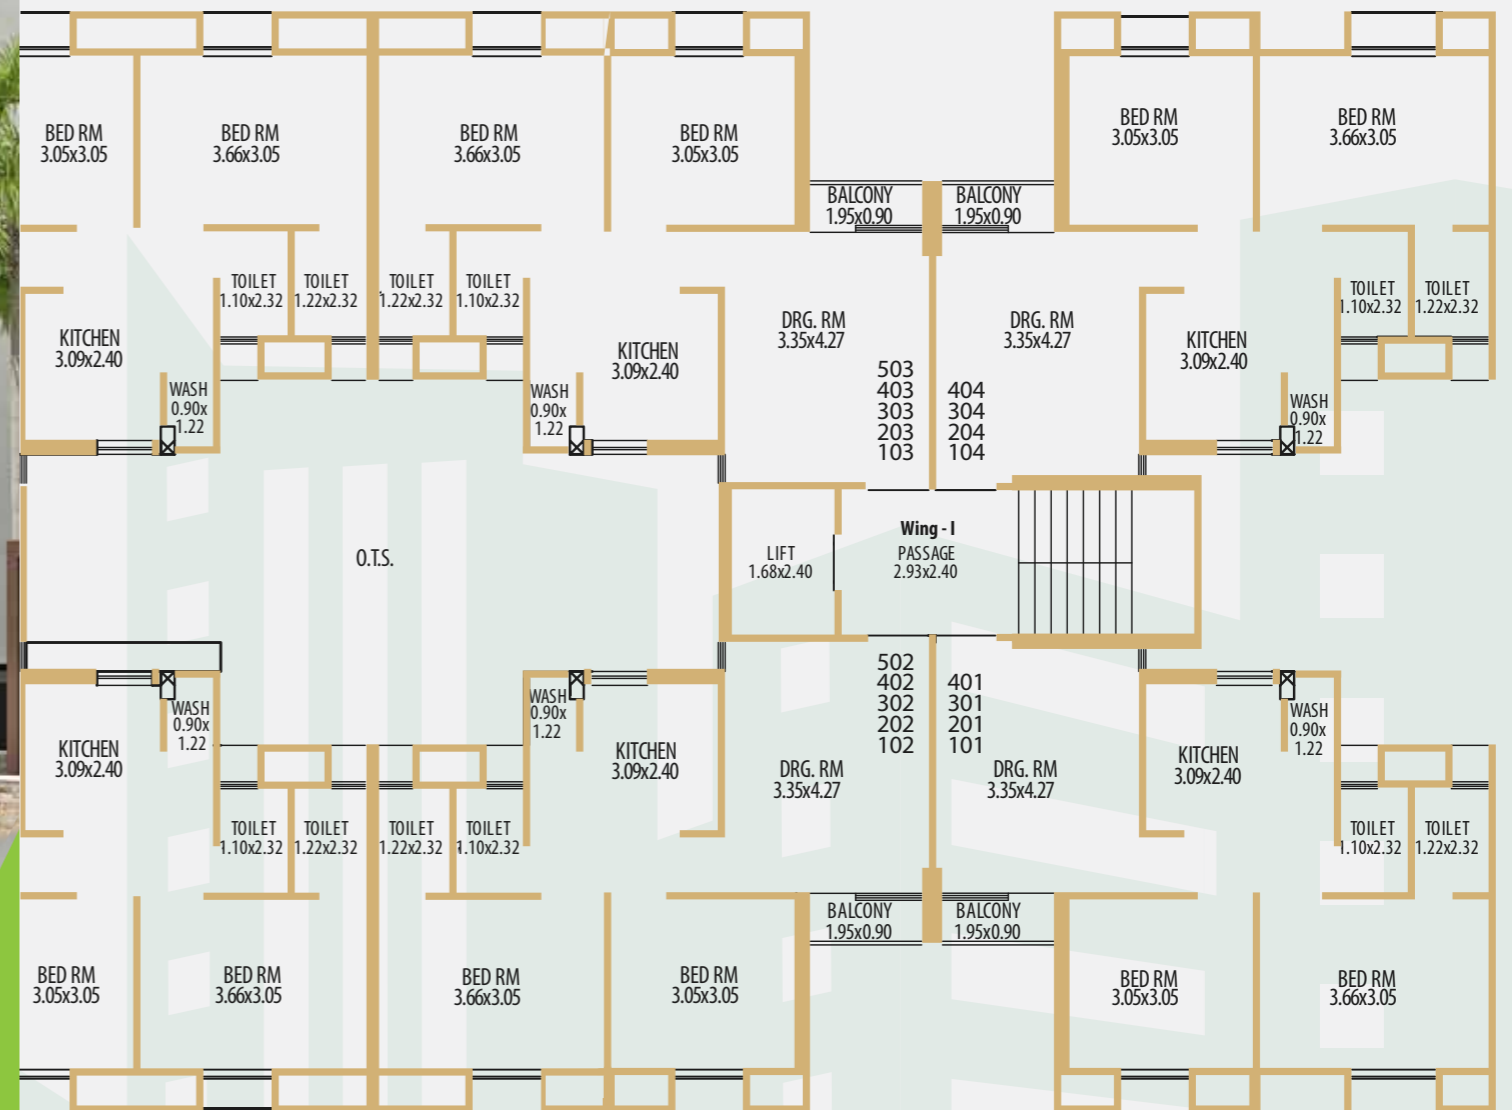 BED RM
3.05x3.05
BED RM
3.66x3.05
BED RM
3.66x3.05
BED RM
3.05x3.05
BED RM
3.05x3.05
BED RM
3.66x3.05
BALCONY
1.95x0.90
BALCONY
1.95x0.90
TOILET
1.10x2.32
TOILET
1.22x2.32
TOILET
1.22x2.32
TOILET
1.10x2.32
TOILET
1.10x2.32
TOILET
1.22x2.32
KITCHEN
3.09x2.40
WASH
0.90x
1.22
WASH
0.90x
1.22
KITCHEN
3.09x2.40
DRG. RM
3.35x4.27
DRG. RM
3.35x4.27
KITCHEN
3.09x2.40
WASH
0.90x
1.22
503
403
303
203
103
404
304
204
104
O.T.S.
LIFT
1.68x2.40
Wing - I
PASSAGE
2.93x2.40
502
402
302
202
102
401
301
201
101
KITCHEN
3.09x2.40
WASH
0.90x
1.22
WASH
0.90x
1.22
KITCHEN
3.09x2.40
DRG. RM
3.35x4.27
DRG. RM
3.35x4.27
KITCHEN
3.09x2.40
WASH
0.90x
1.22
TOILET
1.10x2.32
TOILET
1.22x2.32
TOILET
1.22x2.32
TOILET
1.10x2.32
TOILET
1.10x2.32
TOILET
1.22x2.32
BALCONY
1.95x0.90
BALCONY
1.95x0.90
BED RM
3.05x3.05
BED RM
3.66x3.05
BED RM
3.66x3.05
BED RM
3.05x3.05
BED RM
3.05x3.05
BED RM
3.66x3.05